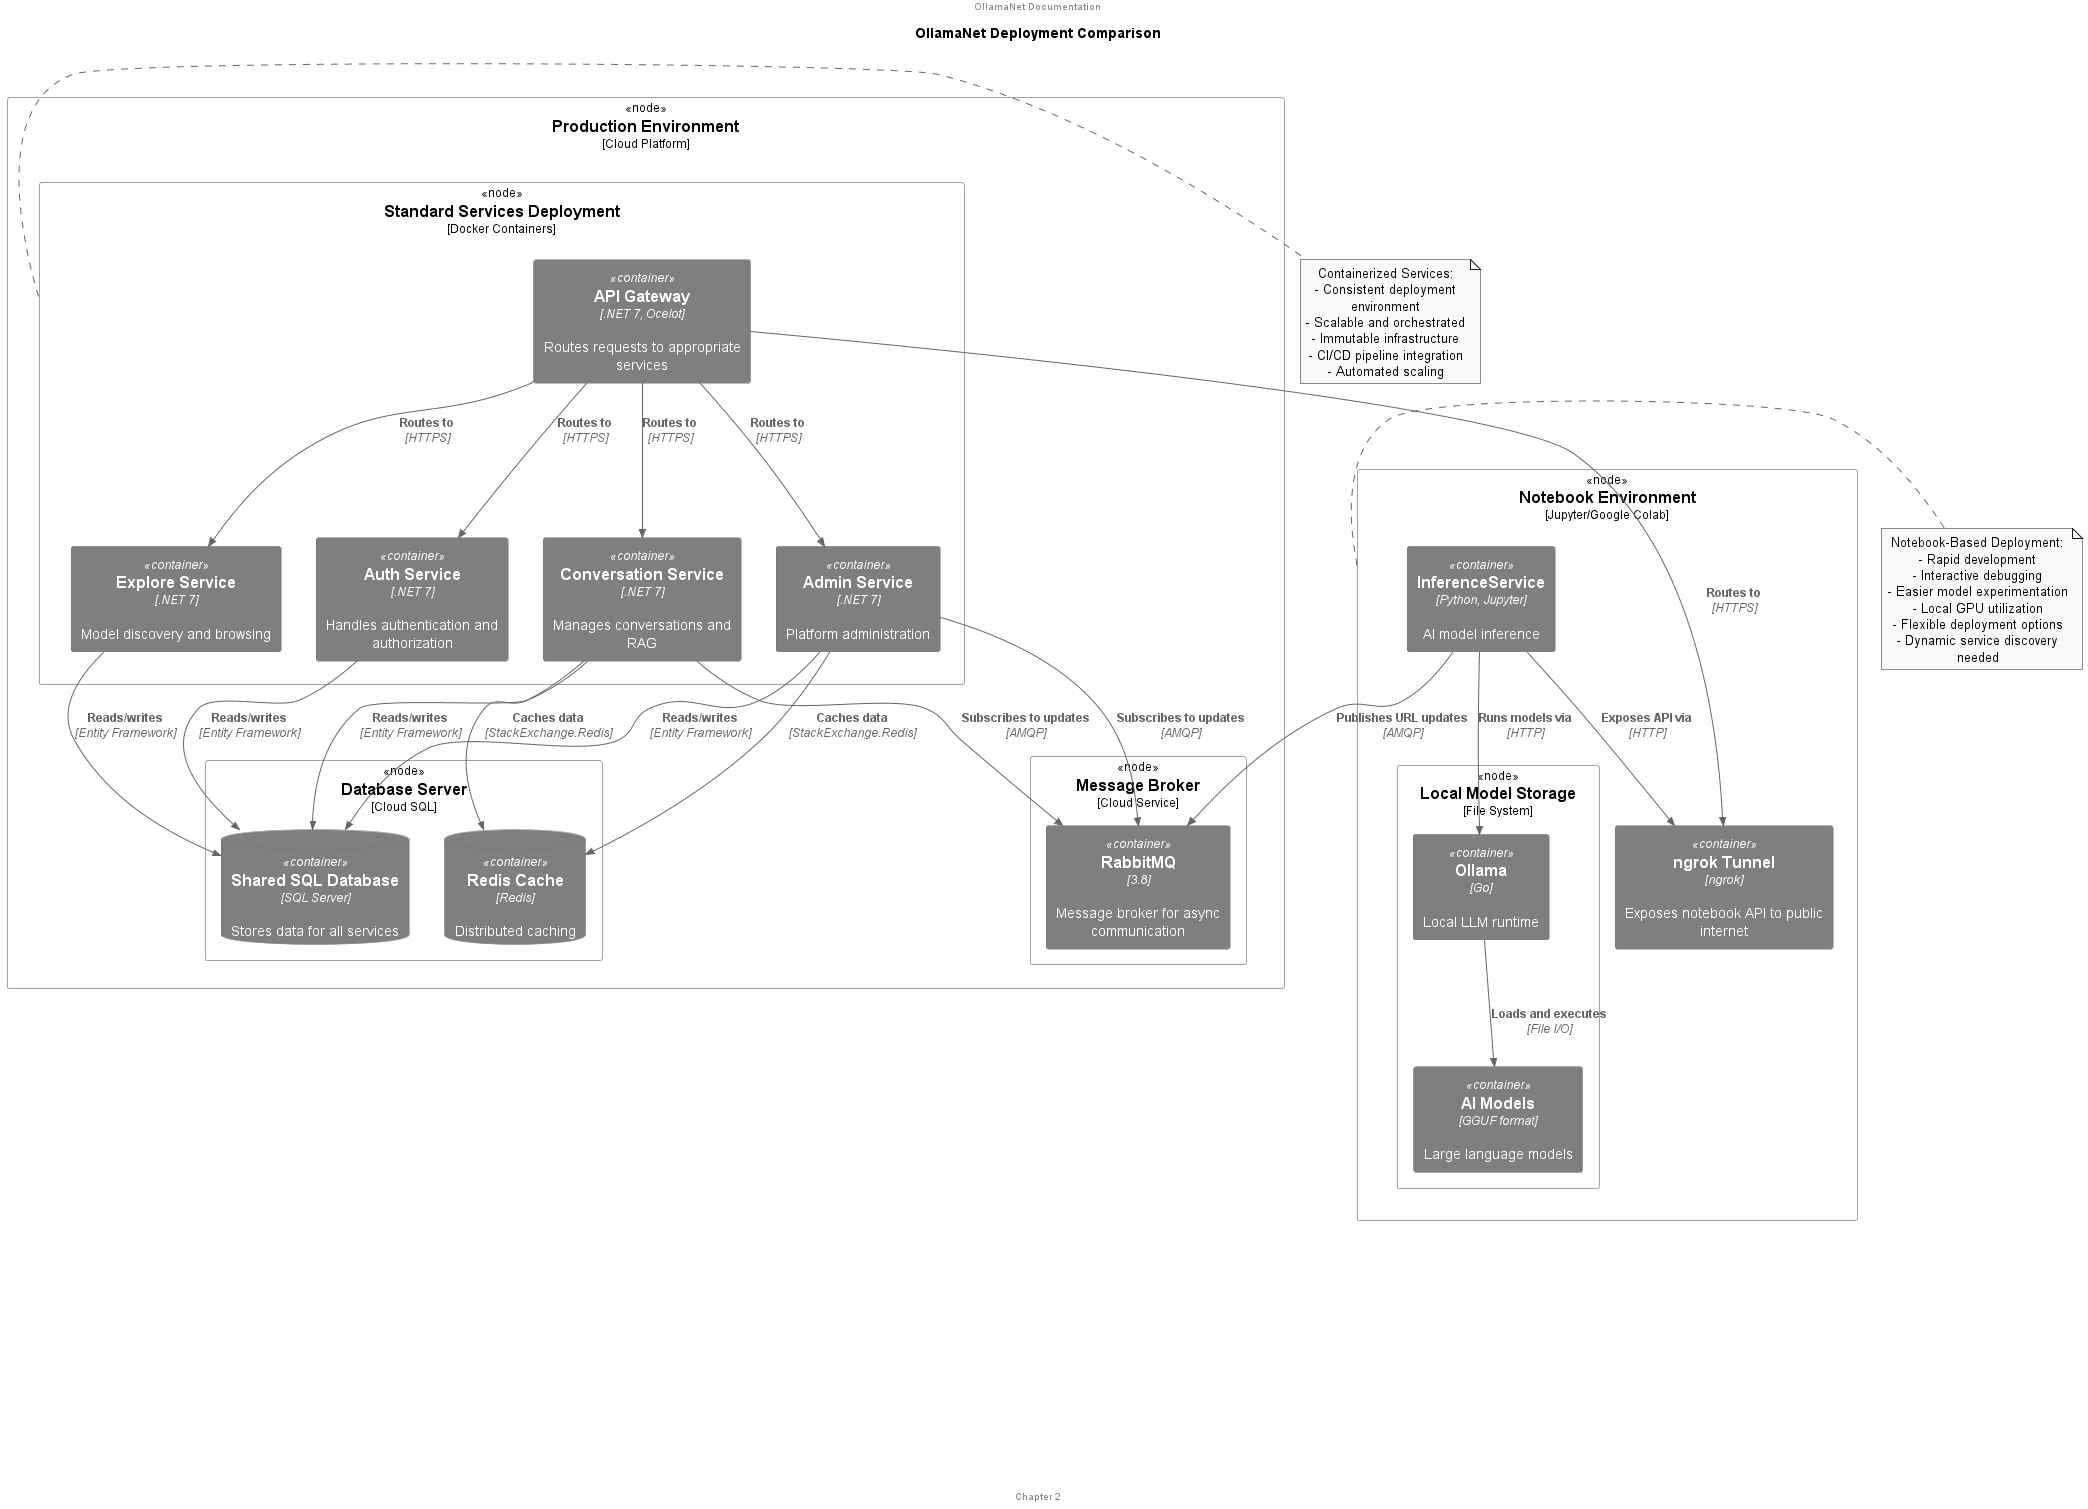 OllamaNet Documentation
OllamaNet Deployment Comparison
«node»
Production Environment
[Cloud Platform]
«node»
Standard Services Deployment
[Docker Containers]
«container»
API Gateway
[.NET 7, Ocelot]
Routes requests to appropriate
services
Containerized Services:
- Consistent deployment
environment
- Scalable and orchestrated
- Immutable infrastructure
- CI/CD pipeline integration
- Automated scaling
Routes to
[HTTPS]
Routes to
[HTTPS]
Routes to
[HTTPS]
Routes to
[HTTPS]
«container»
Explore Service
[.NET 7]
Model discovery and browsing
«container»
Auth Service
[.NET 7]
Handles authentication and
authorization
«container»
Conversation Service
[.NET 7]
Manages conversations and
RAG
«container»
Admin Service
[.NET 7]
Platform administration
«node»
Notebook Environment
[Jupyter/Google Colab]
«container»
InferenceService
[Python, Jupyter]
AI model inference
Routes to
[HTTPS]
Notebook-Based Deployment:
- Rapid development
- Interactive debugging
- Easier model experimentation
- Local GPU utilization
- Flexible deployment options
- Dynamic service discovery
needed
Reads/writes
[Entity Framework]
Reads/writes
[Entity Framework]
Reads/writes
[Entity Framework]
Caches data
[StackExchange.Redis]
Reads/writes
[Entity Framework]
Caches data
[StackExchange.Redis]
Subscribes to updates
[AMQP]
Subscribes to updates
[AMQP]
Publishes URL updates
[AMQP]
Runs models via
[HTTP]
Exposes API via
[HTTP]
«node»
Database Server
[Cloud SQL]
«container»
Shared SQL Database
[SQL Server]
Stores data for all services
«container»
Redis Cache
[Redis]
Distributed caching
«node»
Message Broker
[Cloud Service]
«container»
RabbitMQ
[3.8]
Message broker for async
communication
«node»
Local Model Storage
[File System]
«container»
Ollama
[Go]
Local LLM runtime
«container»
ngrok Tunnel
[ngrok]
Exposes notebook API to public
internet
Loads and executes
[File I/O]
«container»
AI Models
[GGUF format]
Large language models
Chapter 2